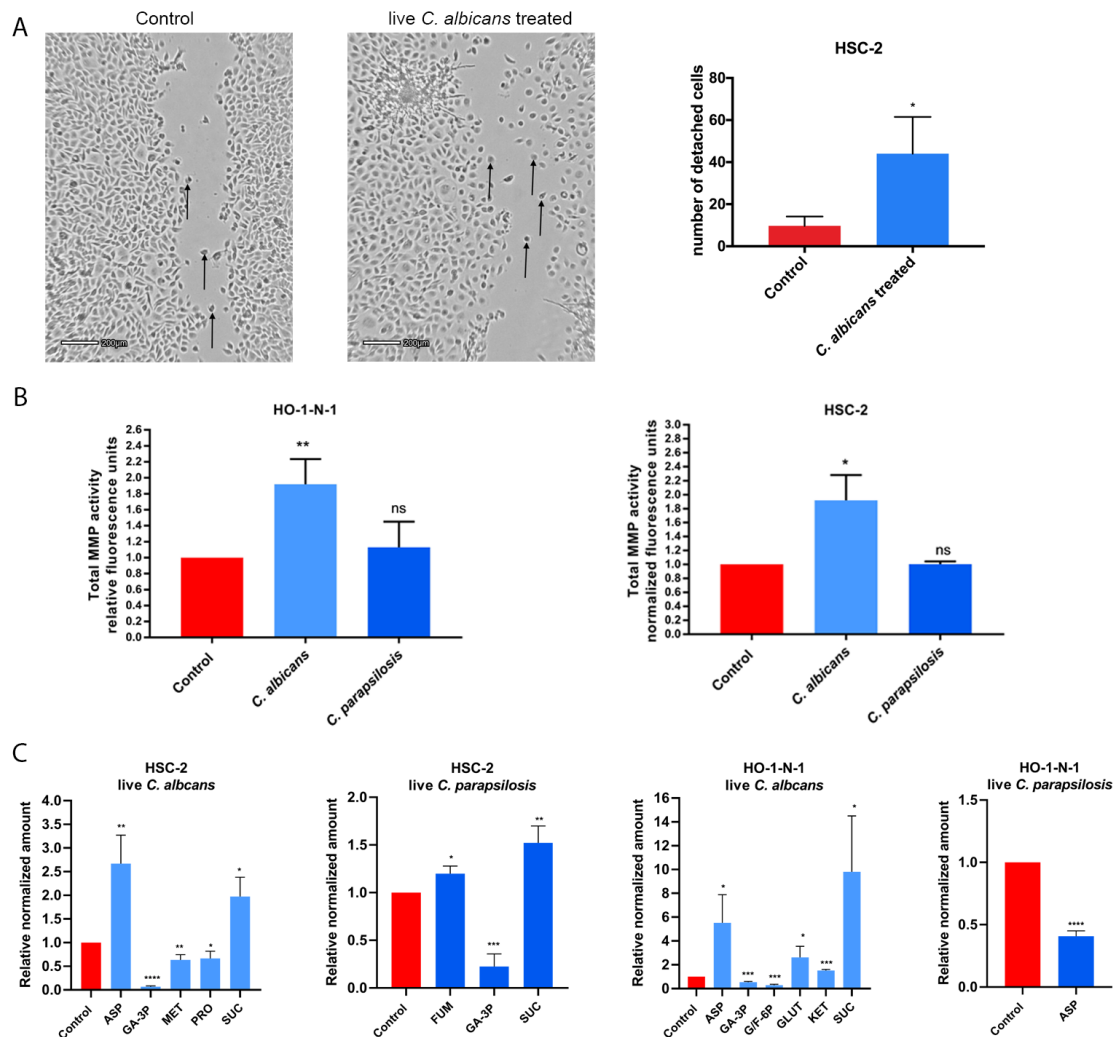 A
Control
live C. albicans treated
200µm
200µm
HSC-2
number of detached cells
80
60
40
20
0
*
Control
C. albicans treated
B
HO-1-N-1
Total MMP activity
relative fluorescence units
2.6
2.4
2.2
2.0
1.8
1.6
1.4
1.2
1.0
0.8
0.6
0.4
0.2
0.0
**
ns
Control
C. albicans
C. parapsilosis
HSC-2
Total MMP activity
normalized fluorescence units
3.0
2.8
2.6
2.4
2.2
2.0
1.8
1.6
1.4
1.2
1.0
0.8
0.6
0.4
0.2
0.0
*
ns
Control
C. albicans
C. parapsilosis
C
HSC-2
live C. albcans
Relative normalized amount
4.0
3.5
3.0
2.5
2.0
1.5
1.0
0.5
0.0
**
****
**
*
*
Control
ASP
GA-3P
MET
PRO
SUC
HSC-2
live C. parapsilosis
Relative normalized amount
2.0
1.5
1.0
0.5
0.0
*
***
**
Control
FUM
GA-3P
SUC
HO-1-N-1
live C. albcans
Relative normalized amount
16
14
12
10
8
6
4
2
0
*
***
***
*
***
*
Control
ASP
GA-3P
G/F-6P
GLUT
KET
SUC
HO-1-N-1
live C. parapsilosis
Relative normalized amount
1.5
1.0
0.5
0.0
****
Control
ASP